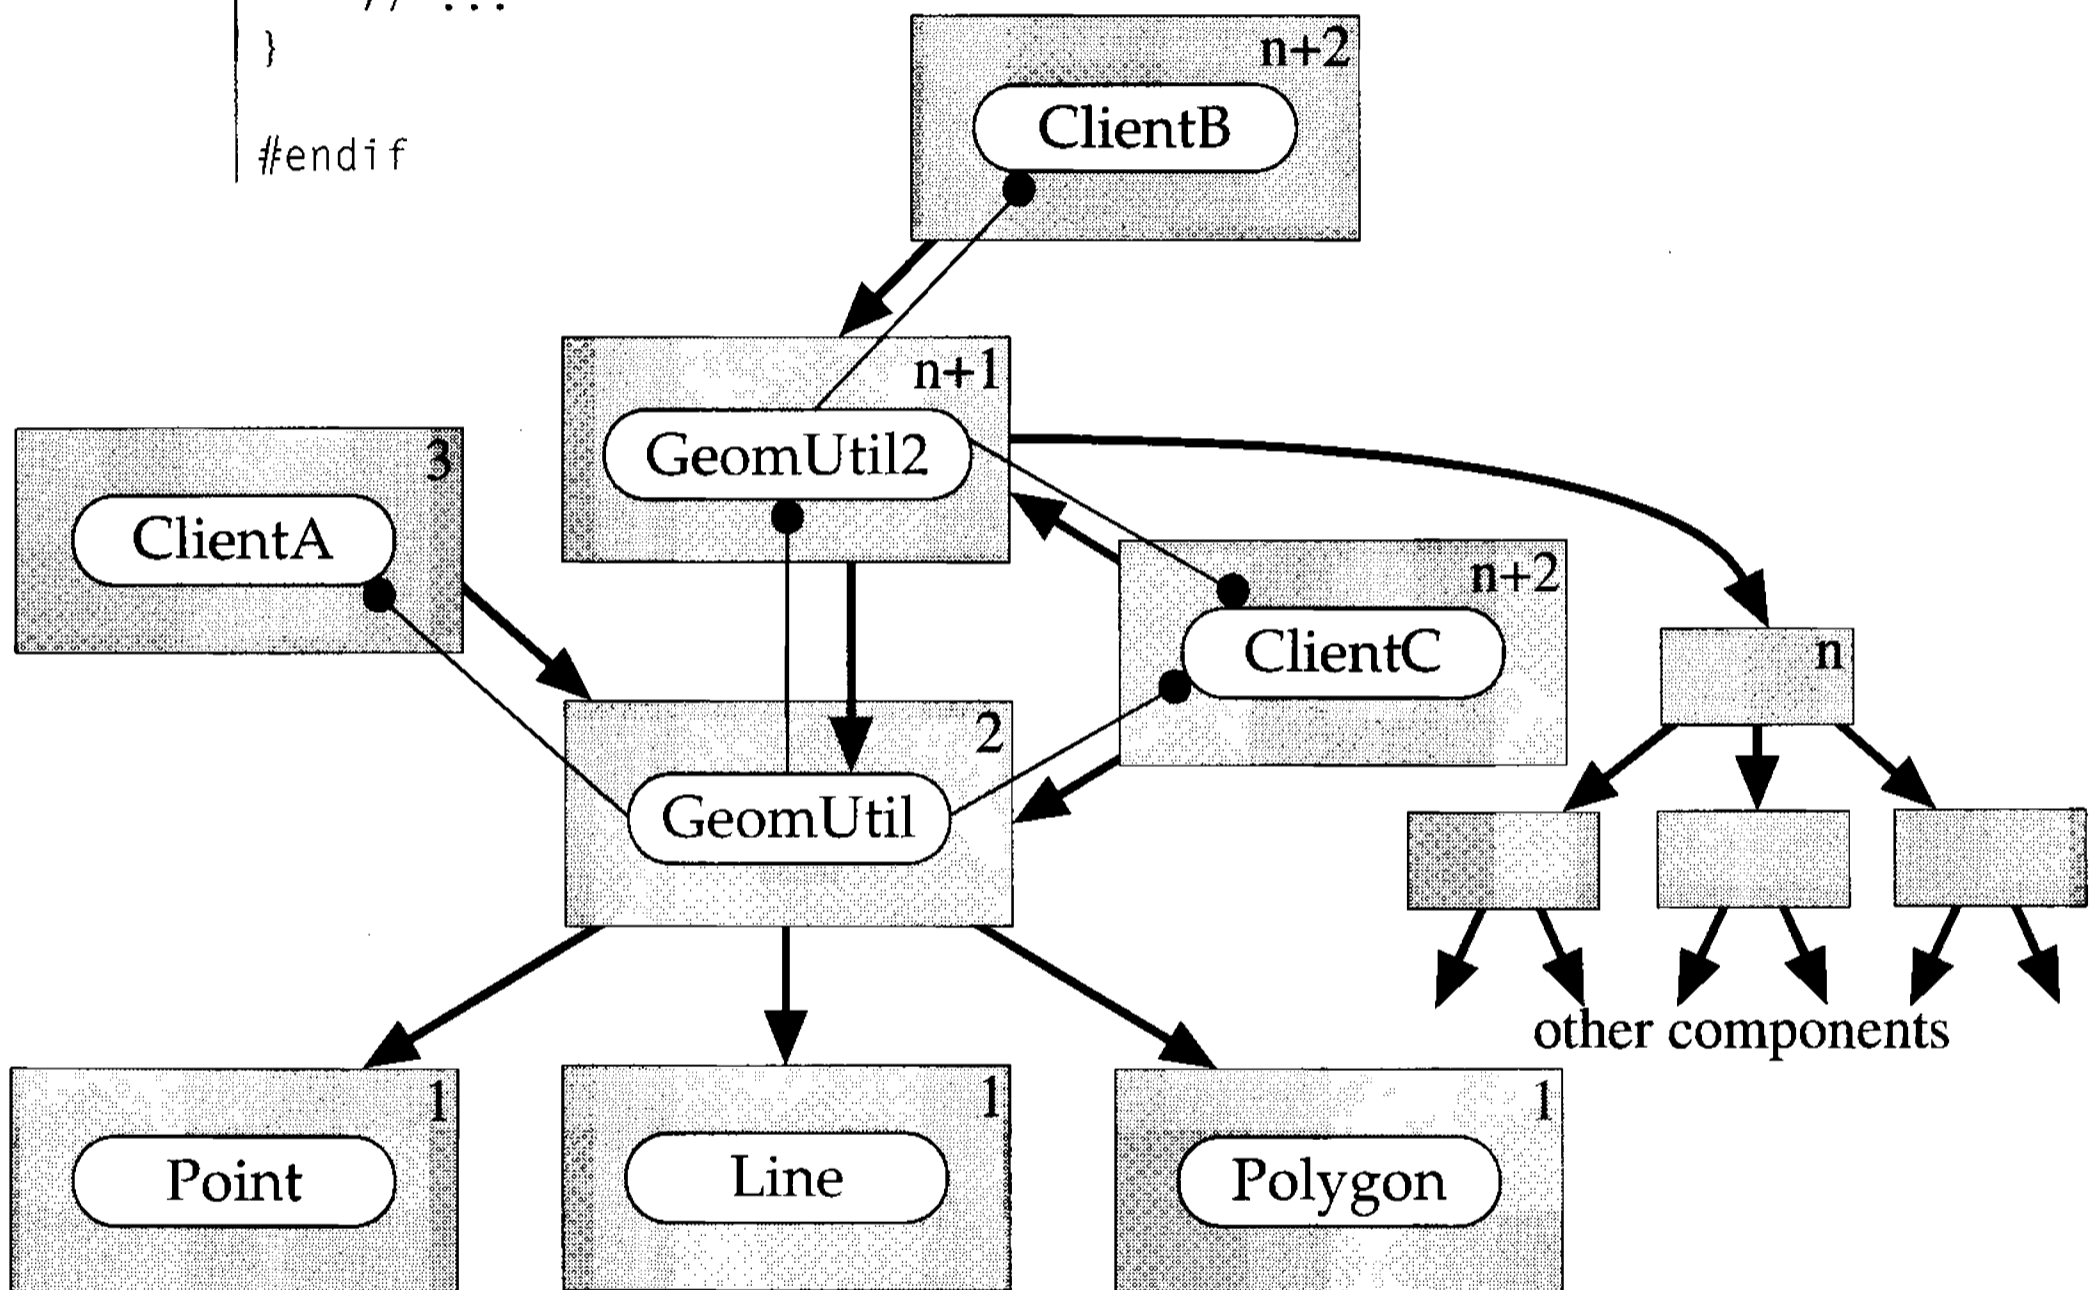 // ...
}
#endif
n+2
ClientB
n+1
GeomUtil2
3
ClientA
n+2
ClientC
n
2
GeomUtil
other components
1
Point
1
Line
1
Polygon